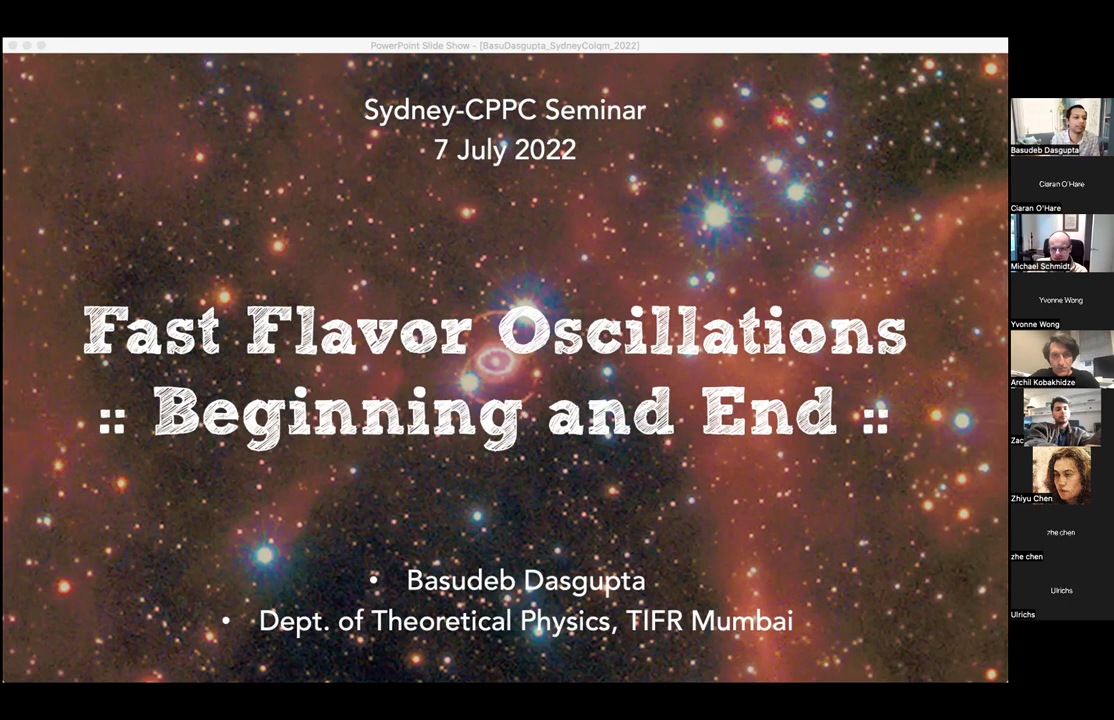 PowerPoint Slide Show - [BasuDasgupta_SydneyColqm_2022]
Sydney-CPPC Seminar
7 July 2022
Fast Flavor Oscillations
:: Beginning and End ::
• Basudeb Dasgupta
• Dept. of Theoretical Physics, TIFR Mumbai
Basudeb Dasgupta
Ciaran O'Hare
Ciaran O'Hare
Michael Schmidt
Yvonne Wong
Yvonne Wong
Archil Kobakhidze
Zac
Zhiyu Chen
zhe chen
zhe chen
Ulrichs
Ulrichs